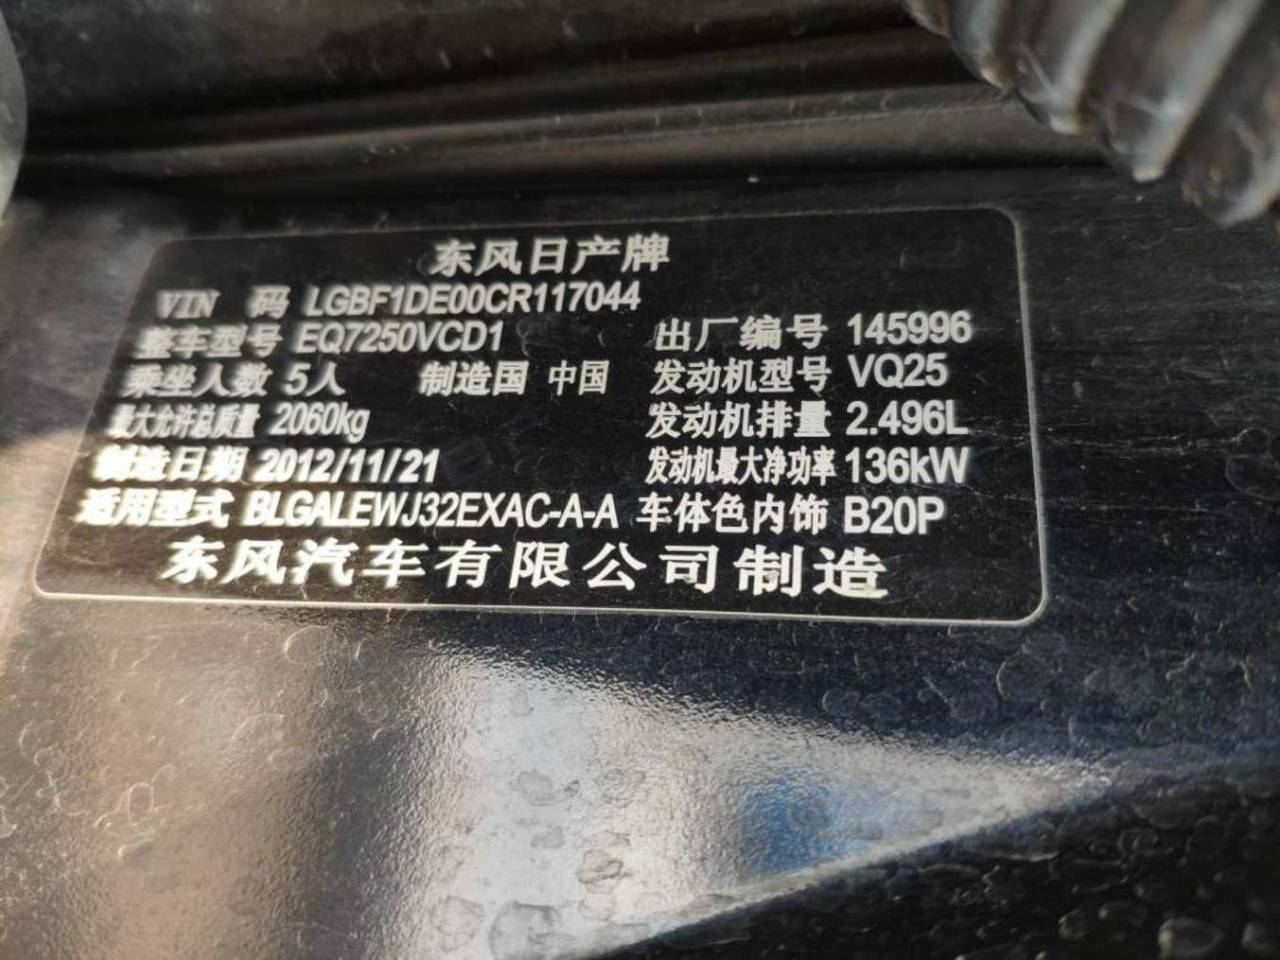 东风日产牌
VIN 码 LGBF1DE00CR117044
整车型号 EQ7250VCD1 出厂编号 145996
乘坐人数 5人 制造国 中国 发动机型号 VQ25
最大允许总质量 2060kg 发动机排量 2.496L
制造日期 2012/11/21 发动机最大净功率 136kW
适用型式 BLGALEWJ32EXAC-A-A 车体色内饰 B20P
东风汽车有限公司制造